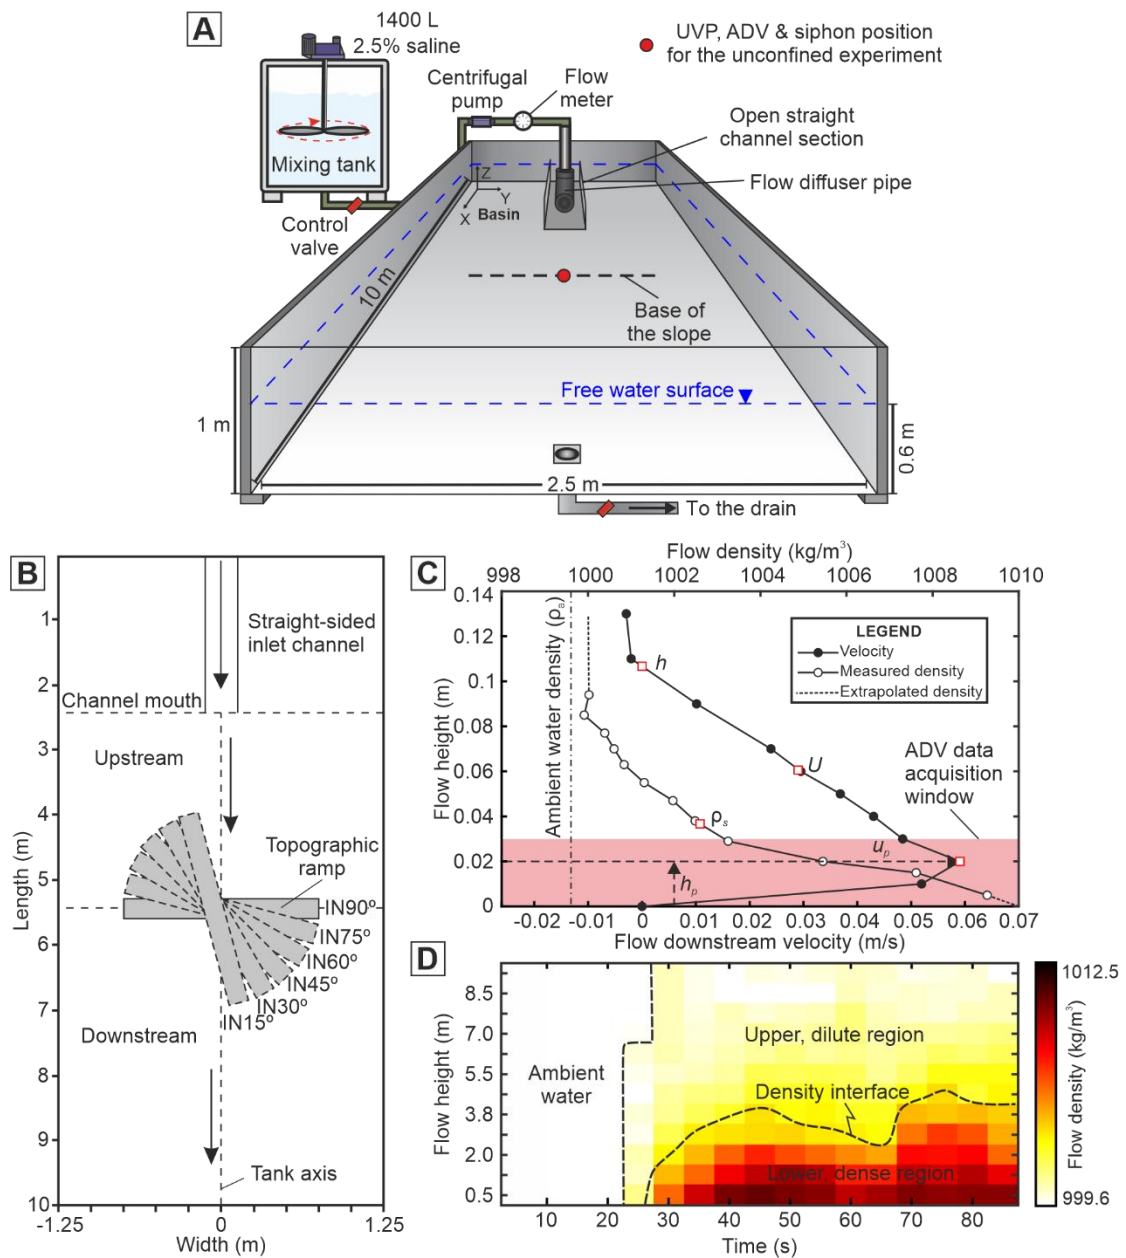 A
1400 L
2.5% saline
UVP, ADV & siphon position
for the unconfined experiment
Centrifugal
pump
Flow
meter
Open straight
channel section
Mixing tank
Flow diffuser pipe
Control
valve
Z
Y
X
Basin
10 m
Base of
the slope
Free water surface
1 m
0.6 m
2.5 m
To the drain
B
Straight-sided
inlet channel
Channel mouth
Upstream
Topographic
ramp
IN90º
IN75º
IN60º
IN45º
IN30º
IN15º
Downstream
Tank axis
1
2
3
4
5
6
7
8
9
10
Length (m)
-1.25
0
1.25
Width (m)
C
Flow density (kg/m³)
998
1000
1002
1004
1006
1008
1010
0.14
0.12
0.1
0.08
0.06
0.04
0.02
0
Flow height (m)
Ambient water density (ρa)
LEGEND
Velocity
Measured density
Extrapolated density
h
U
ρs
up
hp
ADV data
acquisition
window
-0.02
-0.01
0
0.01
0.02
0.03
0.04
0.05
0.06
0.07
Flow downstream velocity (m/s)
D
8.5
7.0
5.5
3.8
2.0
0.5
Flow height (m)
Ambient
water
Upper, dilute region
Density interface
Lower, dense region
10
20
30
40
50
60
70
80
Time (s)
1012.5
999.6
Flow density (kg/m³)